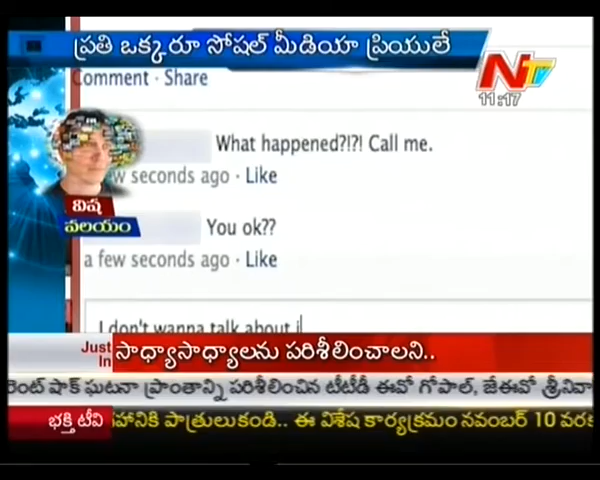 ప్రతి ఒక్కరూ సోషల్ మీడియా ప్రియులే
NTV
11:17
Comment · Share
What happened?!?! Call me.
w seconds ago · Like
విష
వలయం
You ok??
a few seconds ago · Like
I don't wanna talk about i
Just In
సాధ్యాసాధ్యాలను పరిశీలించాలని..
రెంట్ షాక్ ఘటనా ప్రాంతాన్ని పరిశీలించిన టీటీడీ ఈవో గోపాల్, జేఈవో శ్రీనివా
భక్తి టీవి
హానికి పాత్రులుకండి.. ఈ విశేష కార్యక్రమం నవంబర్ 10 వరక